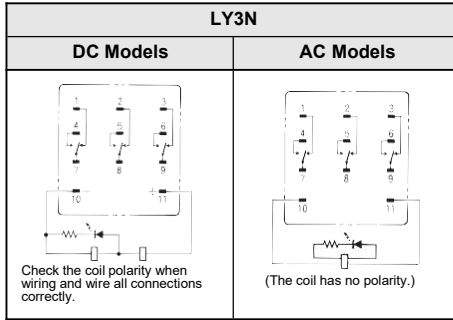 LY3N
DC Models
AC Models
1 2 3
4 5 6
7 8 9
10 - + 11
Check the coil polarity when
wiring and wire all connections
correctly.
1 2 3
4 5 6
7 8 9
10 11
(The coil has no polarity.)